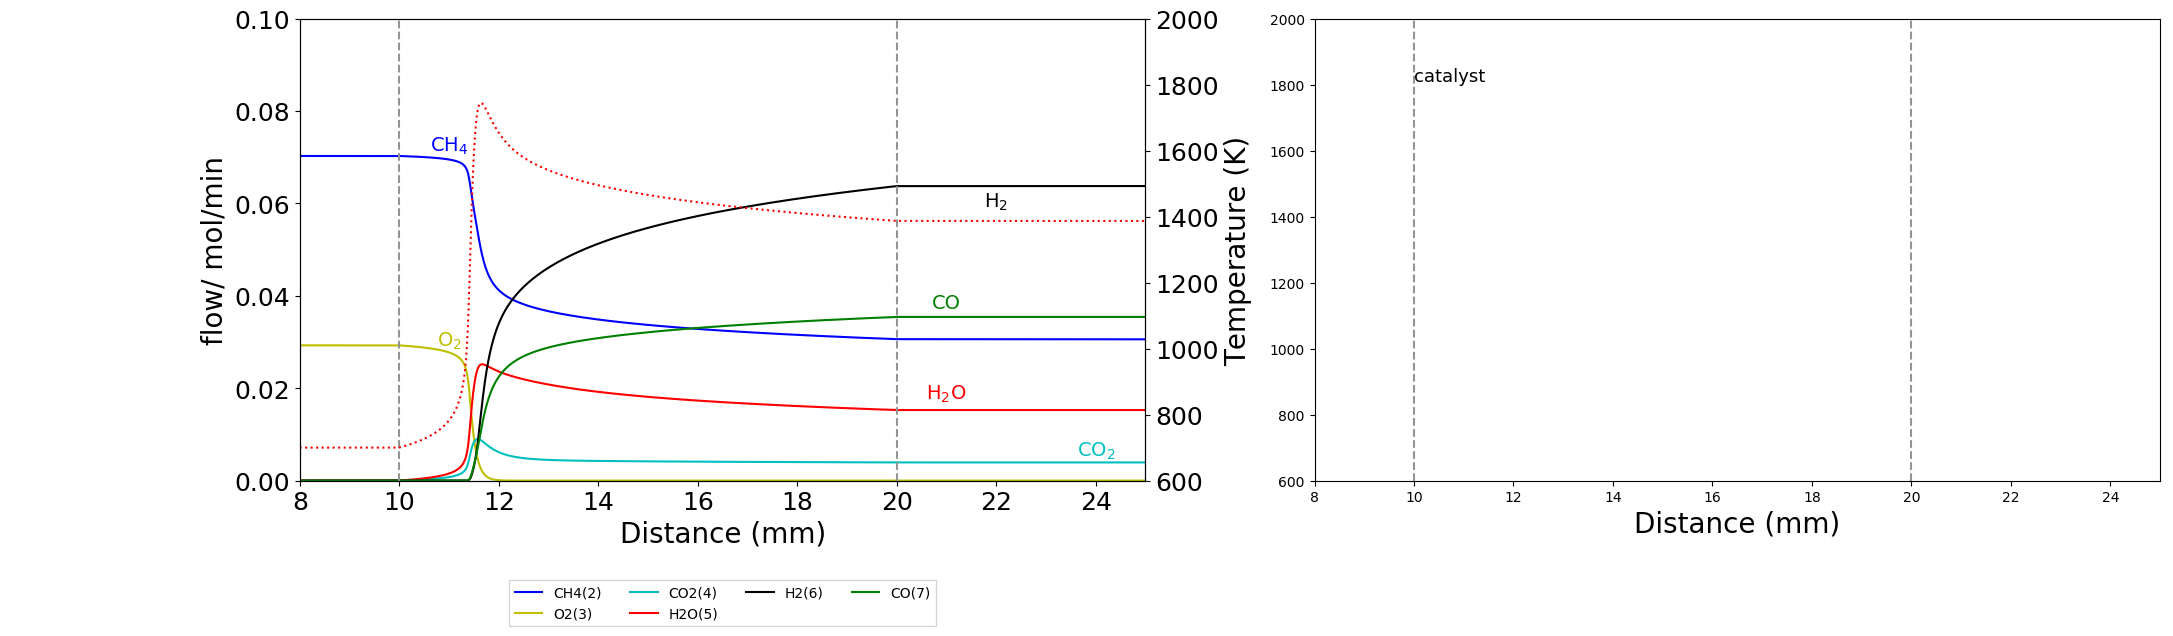 0.10
0.08
0.06
0.04
0.02
0.00
flow/ mol/min
8 10 12 14 16 18 20 22 24
Distance (mm)
CH₄
O₂
H₂
CO
H₂O
CO₂
2000
1800
1600
1400
1200
1000
800
600
Temperature (K)
CH4(2) CO2(4) H2(6) CO(7)
O2(3) H2O(5)
2000
1800
1600
1400
1200
1000
800
600
catalyst
8 10 12 14 16 18 20 22 24
Distance (mm)